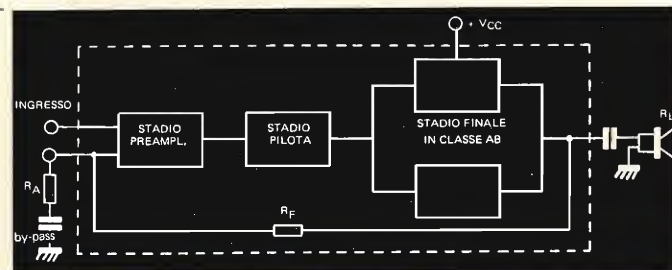 + VCC
INGRESSO
STADIO
PREAMPL.
STADIO
PILOTA
STADIO FINALE
IN CLASSE AB
RL
RA
RF
by-pass